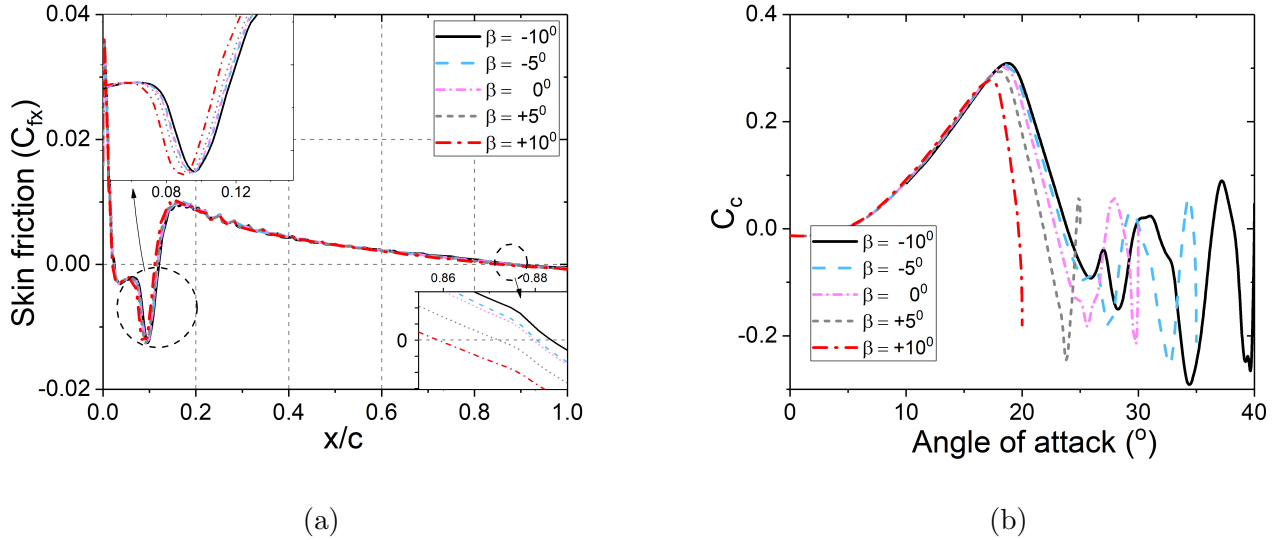 0.04
0.02
0.00
-0.02
Skin friction (C_fx)
0.0
0.2
0.4
0.6
0.8
1.0
x/c
0.08
0.12
β = -10⁰
β = -5⁰
β = 0⁰
β = +5⁰
β = +10⁰
0.86
0.88
0
(a)
0.4
0.2
0.0
-0.2
C_c
0
10
20
30
40
Angle of attack (°)
β = -10⁰
β = -5⁰
β = 0⁰
β = +5⁰
β = +10⁰
(b)